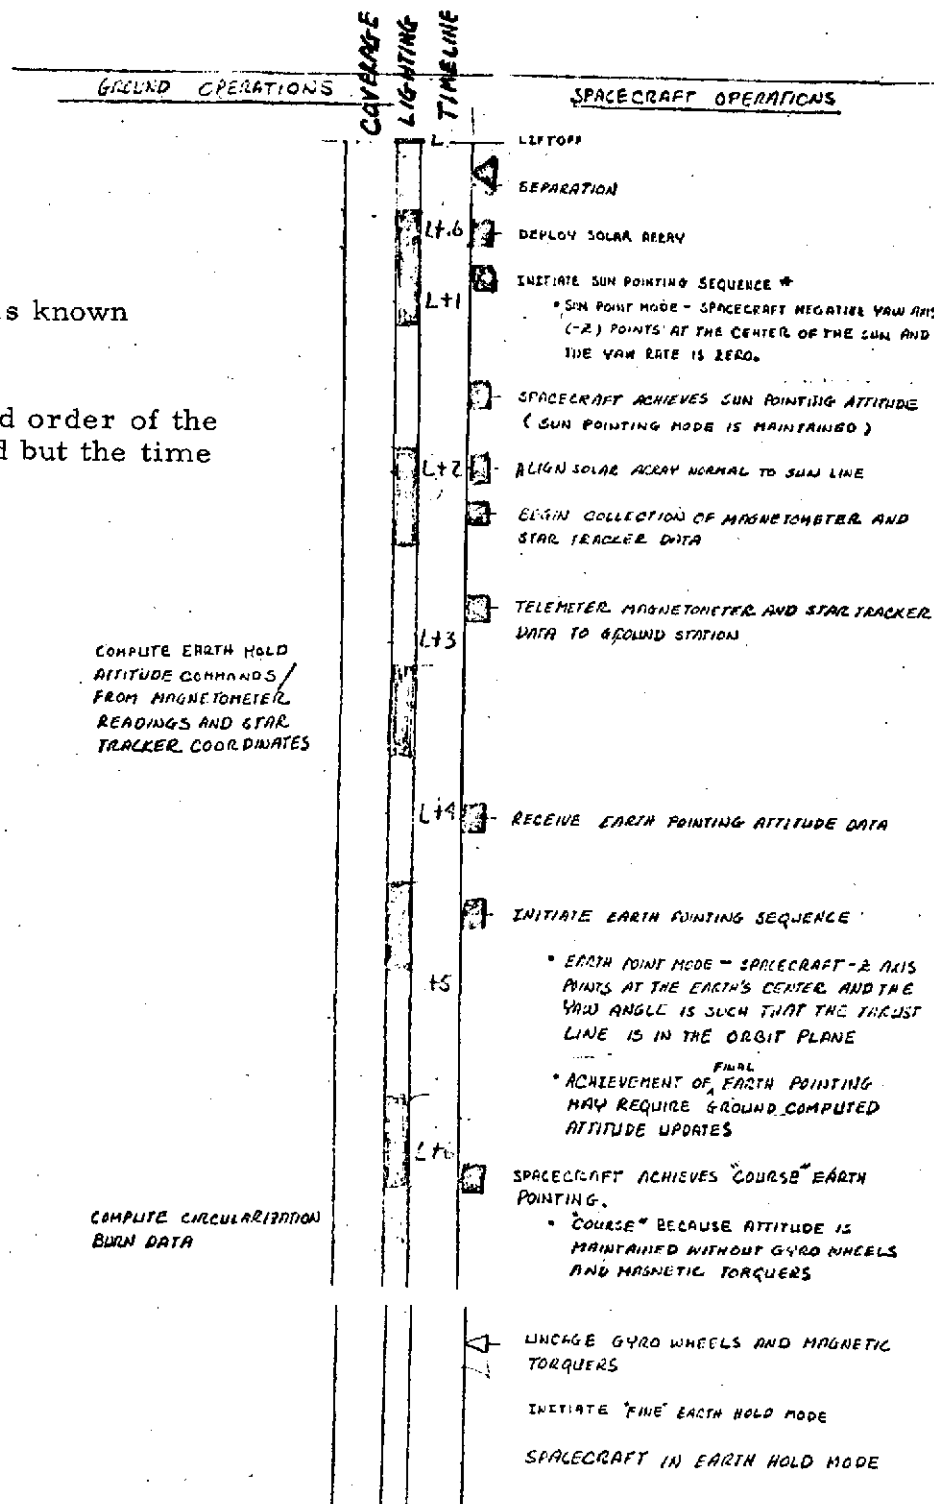 COVERAGE
LIGHTING
TIMELINE
GROUND OPERATIONS
SPACECRAFT OPERATIONS
L
LIFTOFF
SEPARATION
L+.6
DEPLOY SOLAR ARRAY
INITIATE SUN POINTING SEQUENCE *
L+1
• SUN POINT MODE - SPACECRAFT NEGATIVE YAW AXIS
(-Z) POINTS AT THE CENTER OF THE SUN AND
THE YAW RATE IS ZERO.
s known
SPACECRAFT ACHIEVES SUN POINTING ATTITUDE
(SUN POINTING MODE IS MAINTAINED)
d order of the
d but the time
L+2
ALIGN SOLAR ARRAY NORMAL TO SUN LINE
BEGIN COLLECTION OF MAGNETOMETER AND
STAR TRACKER DATA
TELEMETER MAGNETOMETER AND STAR TRACKER
DATA TO GROUND STATION
L+3
COMPUTE EARTH HOLD
ATTITUDE COMMANDS
FROM MAGNETOMETER
READINGS AND STAR
TRACKER COORDINATES
L+4
RECEIVE EARTH POINTING ATTITUDE DATA
INITIATE EARTH POINTING SEQUENCE
• EARTH POINT MODE - SPACECRAFT -Z AXIS
POINTS AT THE EARTH'S CENTER AND THE
YAW ANGLE IS SUCH THAT THE THRUST
LINE IS IN THE ORBIT PLANE
+5
• ACHIEVEMENT OF FINAL EARTH POINTING
MAY REQUIRE GROUND COMPUTED
ATTITUDE UPDATES
L+6
SPACECRAFT ACHIEVES "COURSE" EARTH
POINTING.
• "COURSE" BECAUSE ATTITUDE IS
MAINTAINED WITHOUT GYRO WHEELS
AND MAGNETIC TORQUERS
COMPUTE CIRCULARIZATION
BURN DATA
UNCAGE GYRO WHEELS AND MAGNETIC
TORQUERS
INITIATE "FINE" EARTH HOLD MODE
SPACECRAFT IN EARTH HOLD MODE